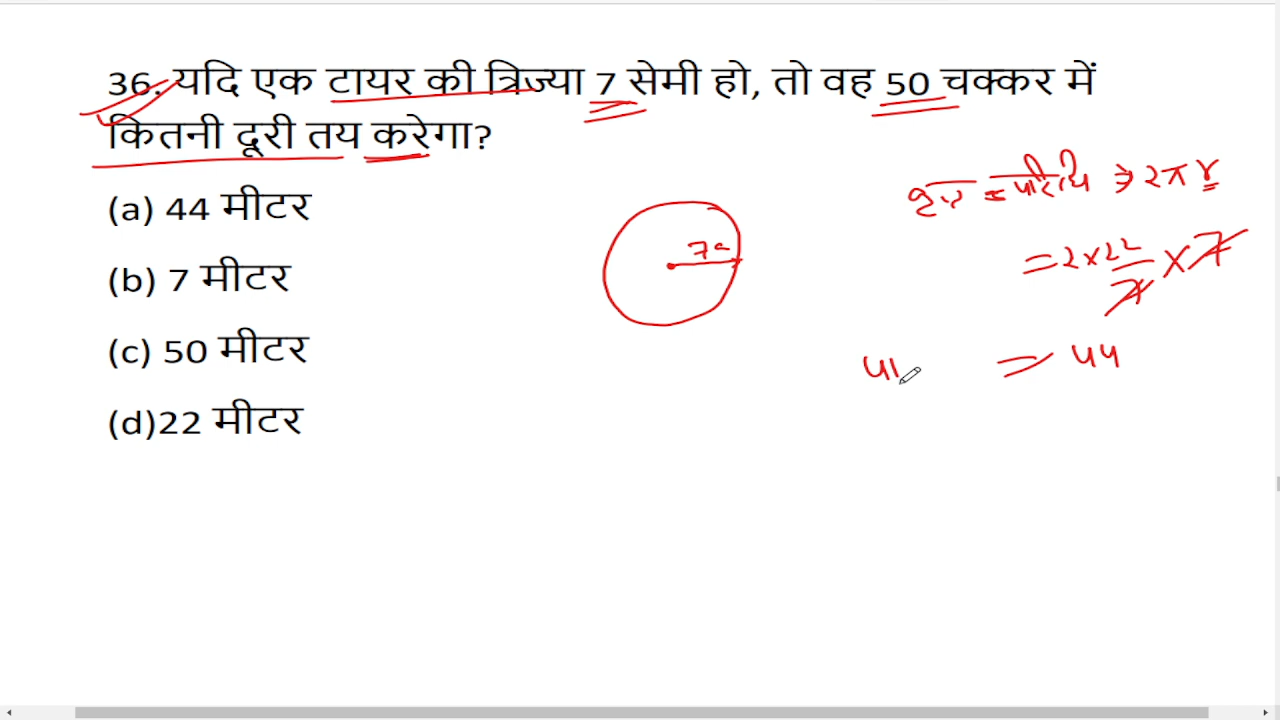 36. यदि एक टायर की त्रिज्या 7 सेमी हो, तो वह 50 चक्कर में
कितनी दूरी तय करेगा?
(a) 44 मीटर
(b) 7 मीटर
(c) 50 मीटर
(d)22 मीटर
7c
= परिधि ⇒ 2πr
= 2 × 22/7 × 7
= 44